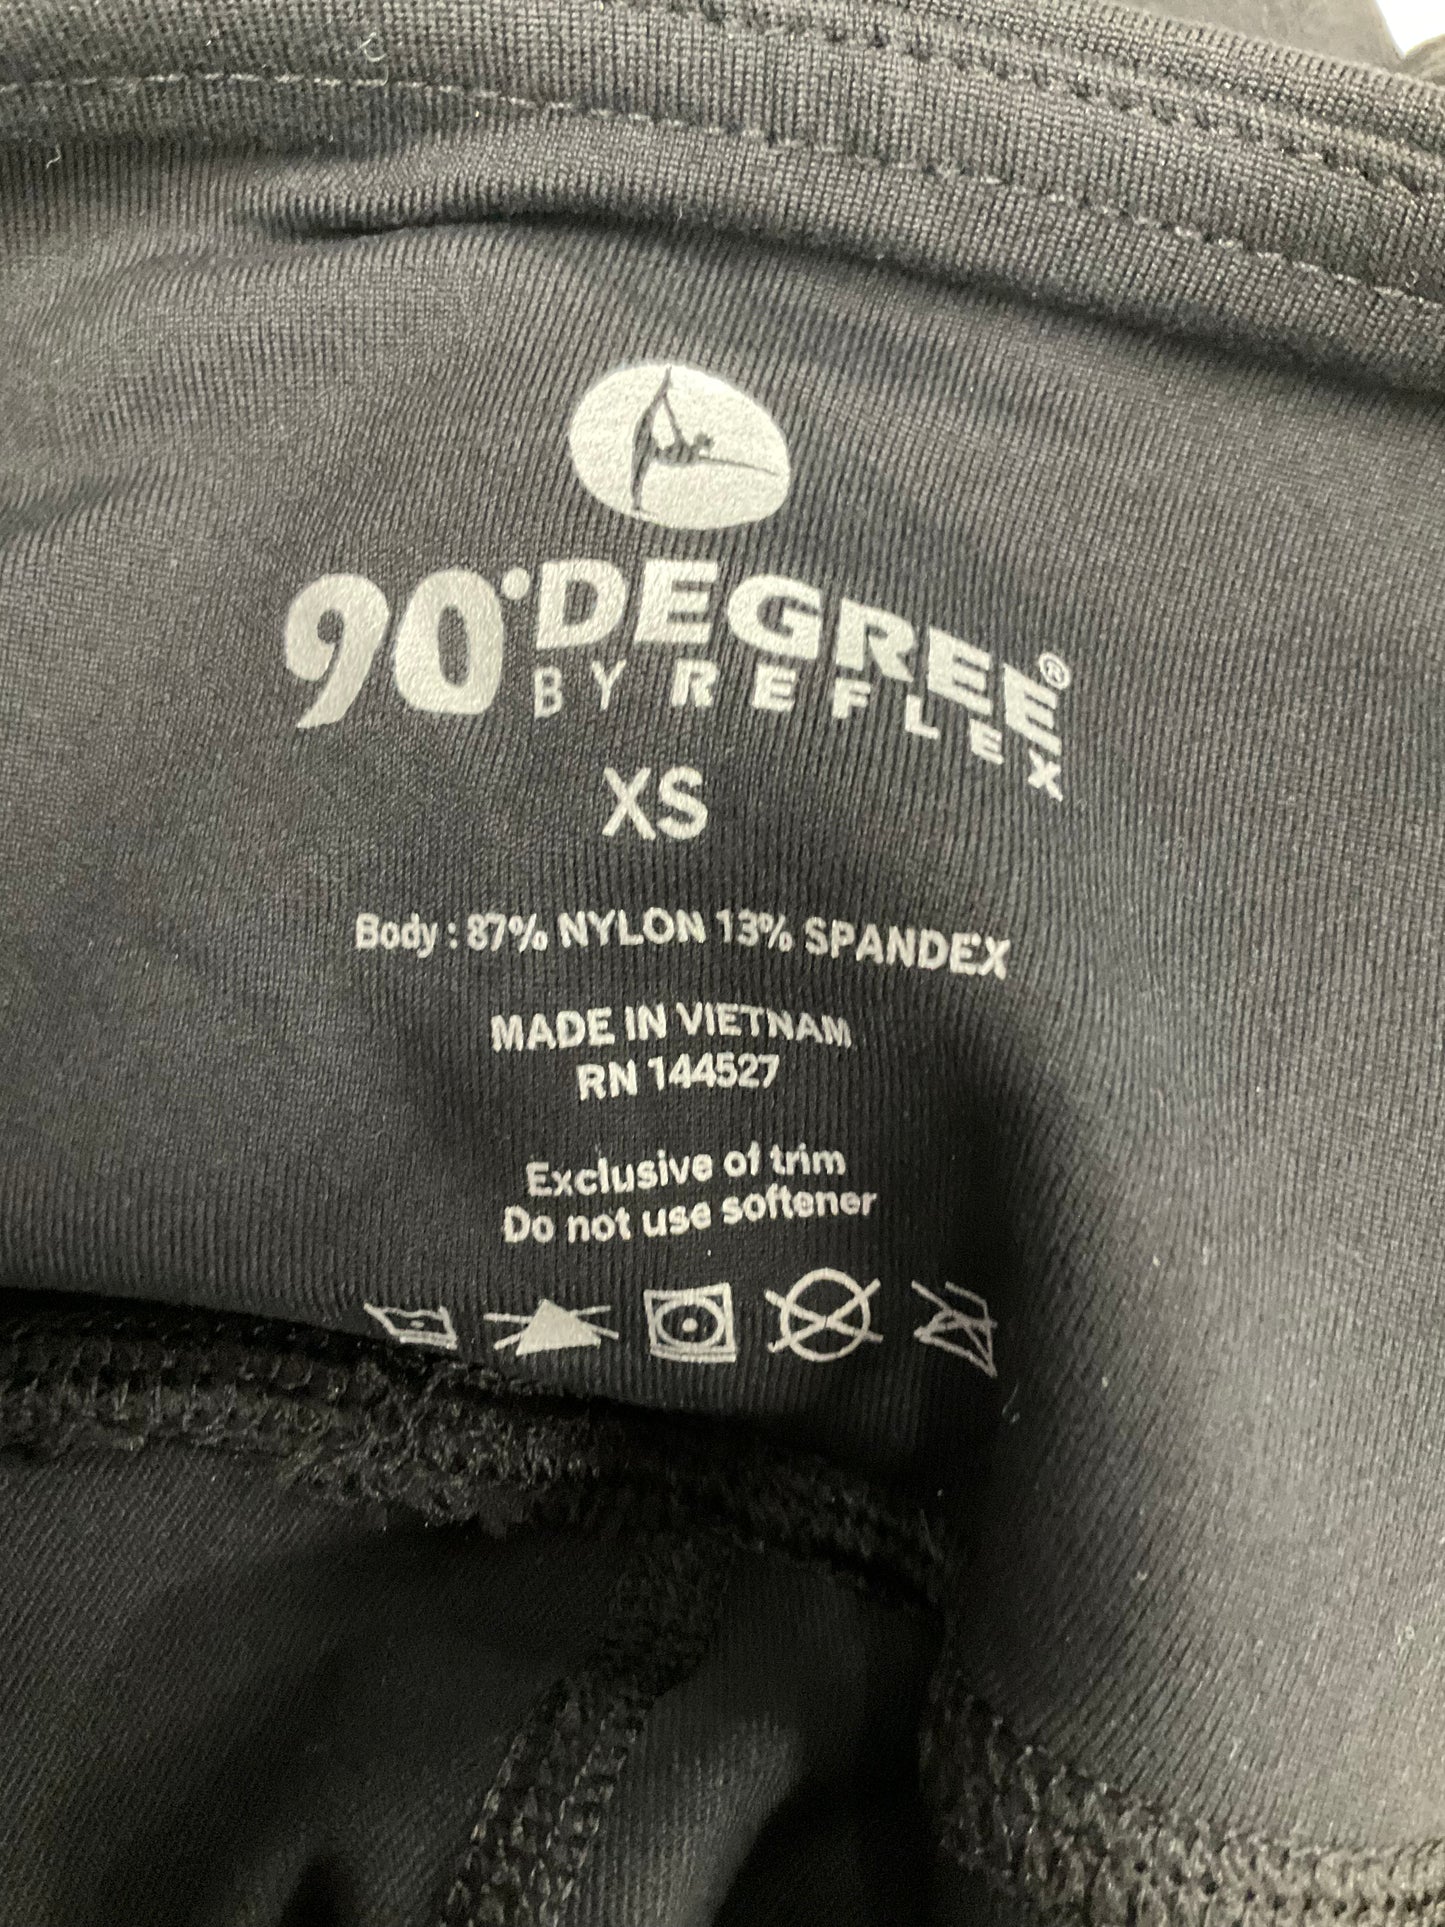 90°DEGREE®
BY REFLEX
XS
Body : 87% NYLON 13% SPANDEX
MADE IN VIETNAM
RN 144527
Exclusive of trim
Do not use softener